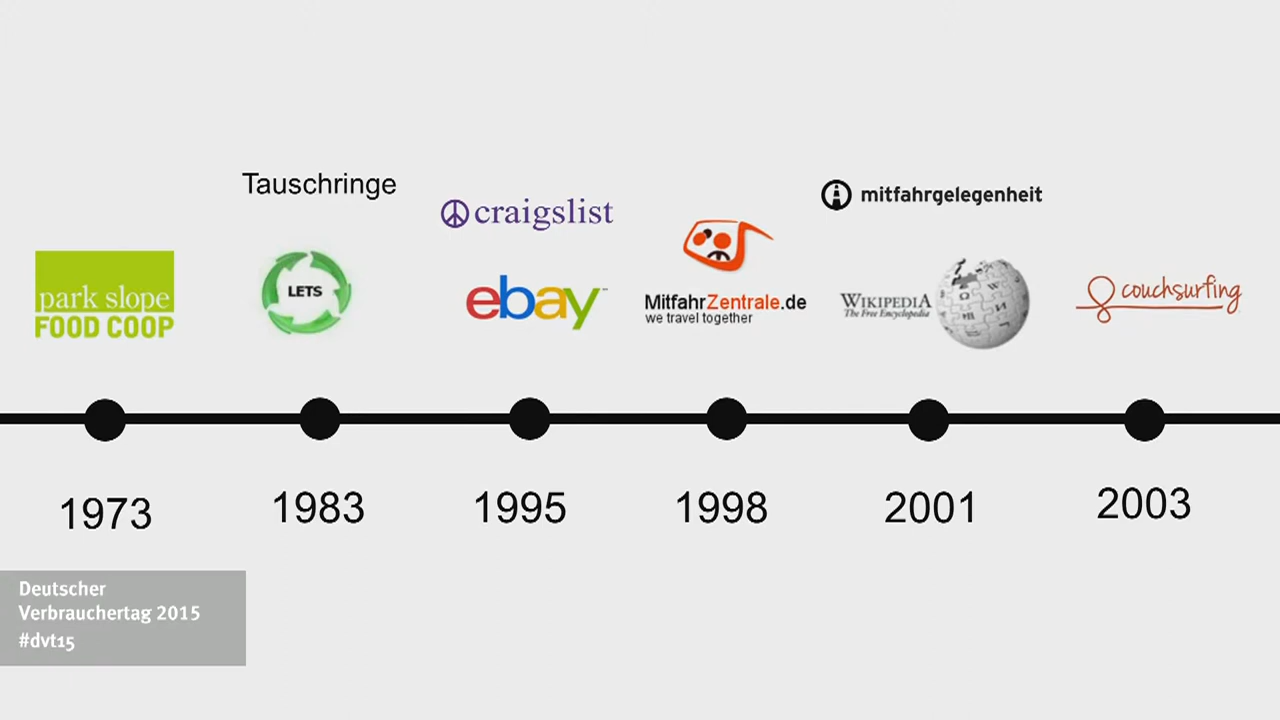 Tauschringe
craigslist
mitfahrgelegenheit
park slope
FOOD COOP
LETS
ebay™
MitfahrZentrale.de
we travel together
WIKIPEDIA
The Free Encyclopedia
W
couchsurfing
1973
1983
1995
1998
2001
2003
Deutscher
Verbrauchertag 2015
#dvt15